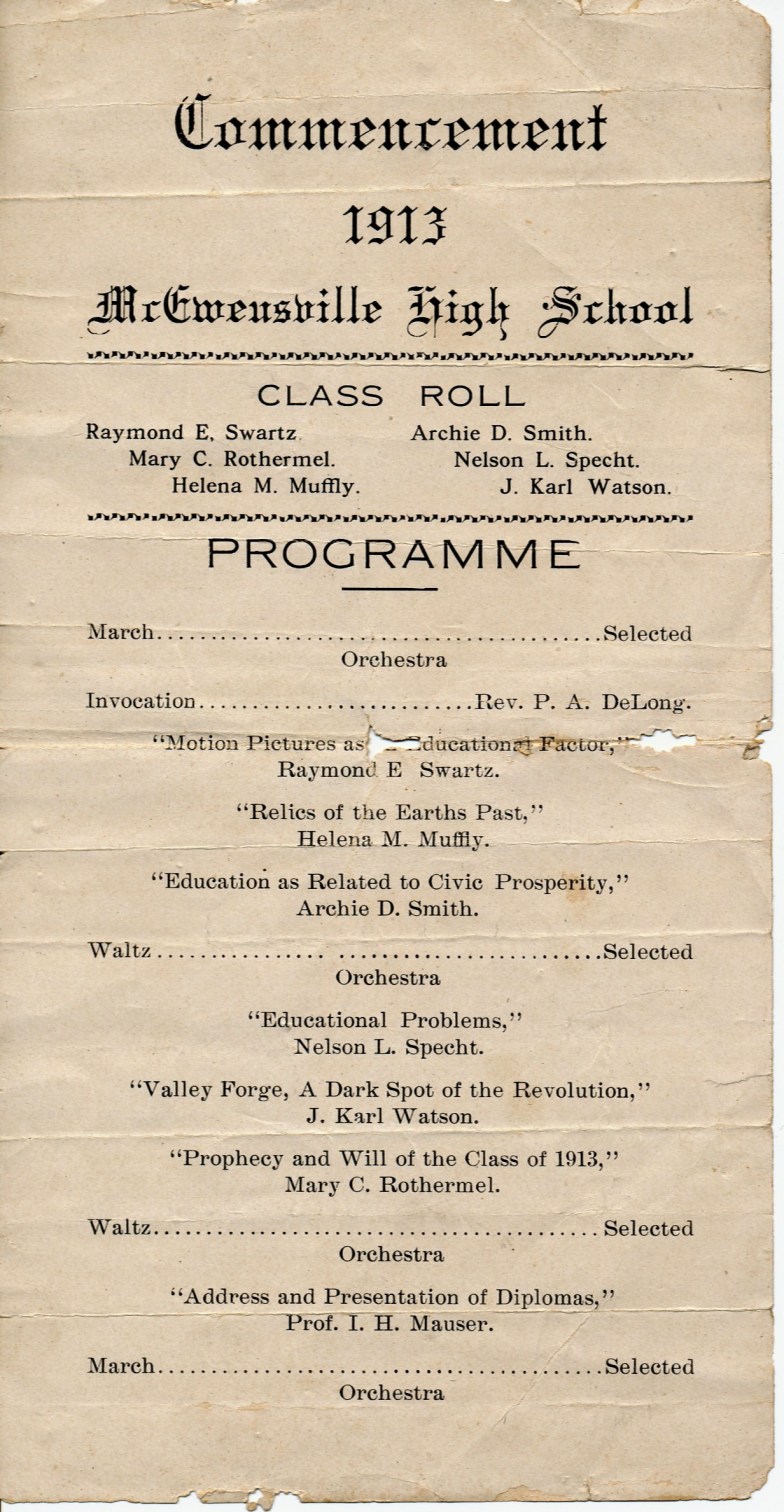 Commencement
1913
McEwensville High School
CLASS ROLL
Raymond E, Swartz Archie D. Smith.
Mary C. Rothermel. Nelson L. Specht.
Helena M. Muffly. J. Karl Watson.
PROGRAMME
March..........................................Selected
Orchestra
Invocation..........................Rev. P. A. DeLong.
“Motion Pictures as Educational Factor,”
Raymond E Swartz.
“Relics of the Earths Past,”
Helena M. Muffly.
“Education as Related to Civic Prosperity,”
Archie D. Smith.
Waltz................ .........................Selected
Orchestra
“Educational Problems,”
Nelson L. Specht.
“Valley Forge, A Dark Spot of the Revolution,”
J. Karl Watson.
“Prophecy and Will of the Class of 1913,”
Mary C. Rothermel.
Waltz..........................................Selected
Orchestra
“Address and Presentation of Diplomas,”
Prof. I. H. Mauser.
March..........................................Selected
Orchestra